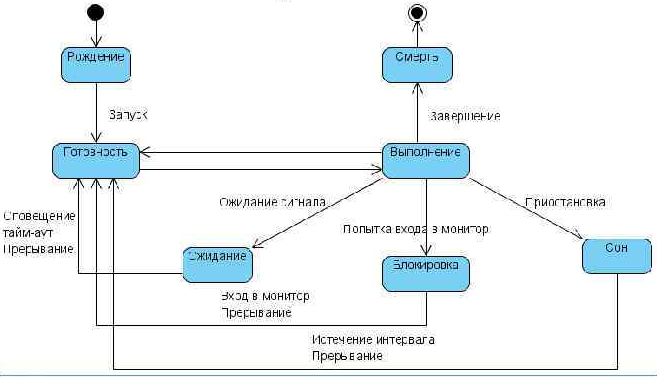 Рождение
Смерть
Запуск
Завершение
Готовность
Выполнение
Ожидание сигнала
Приостановка
Оповещение
тайм-аут
Прерывание
Попытка входа в монитор
Ожидание
Блокировка
Сон
Вход в монитор
Прерывание
Истечение интервала
Прерывание